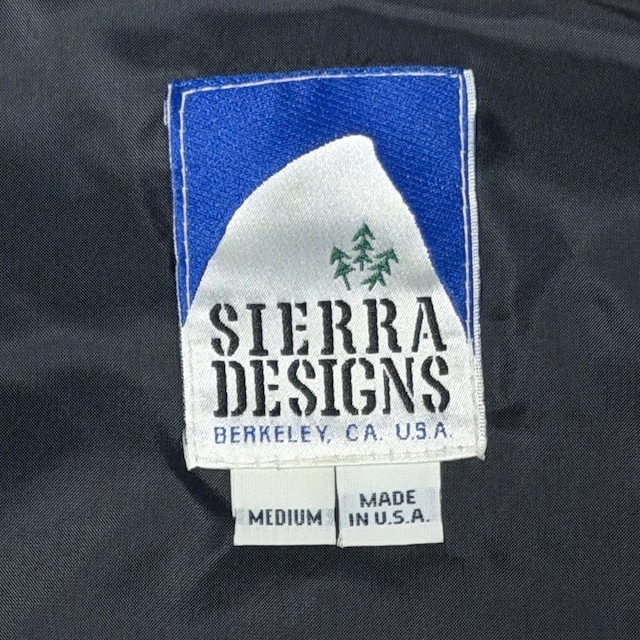 SIERRA
DESIGNS
BERKELEY, CA. U.S.A.
MEDIUM
MADE
IN U.S.A.